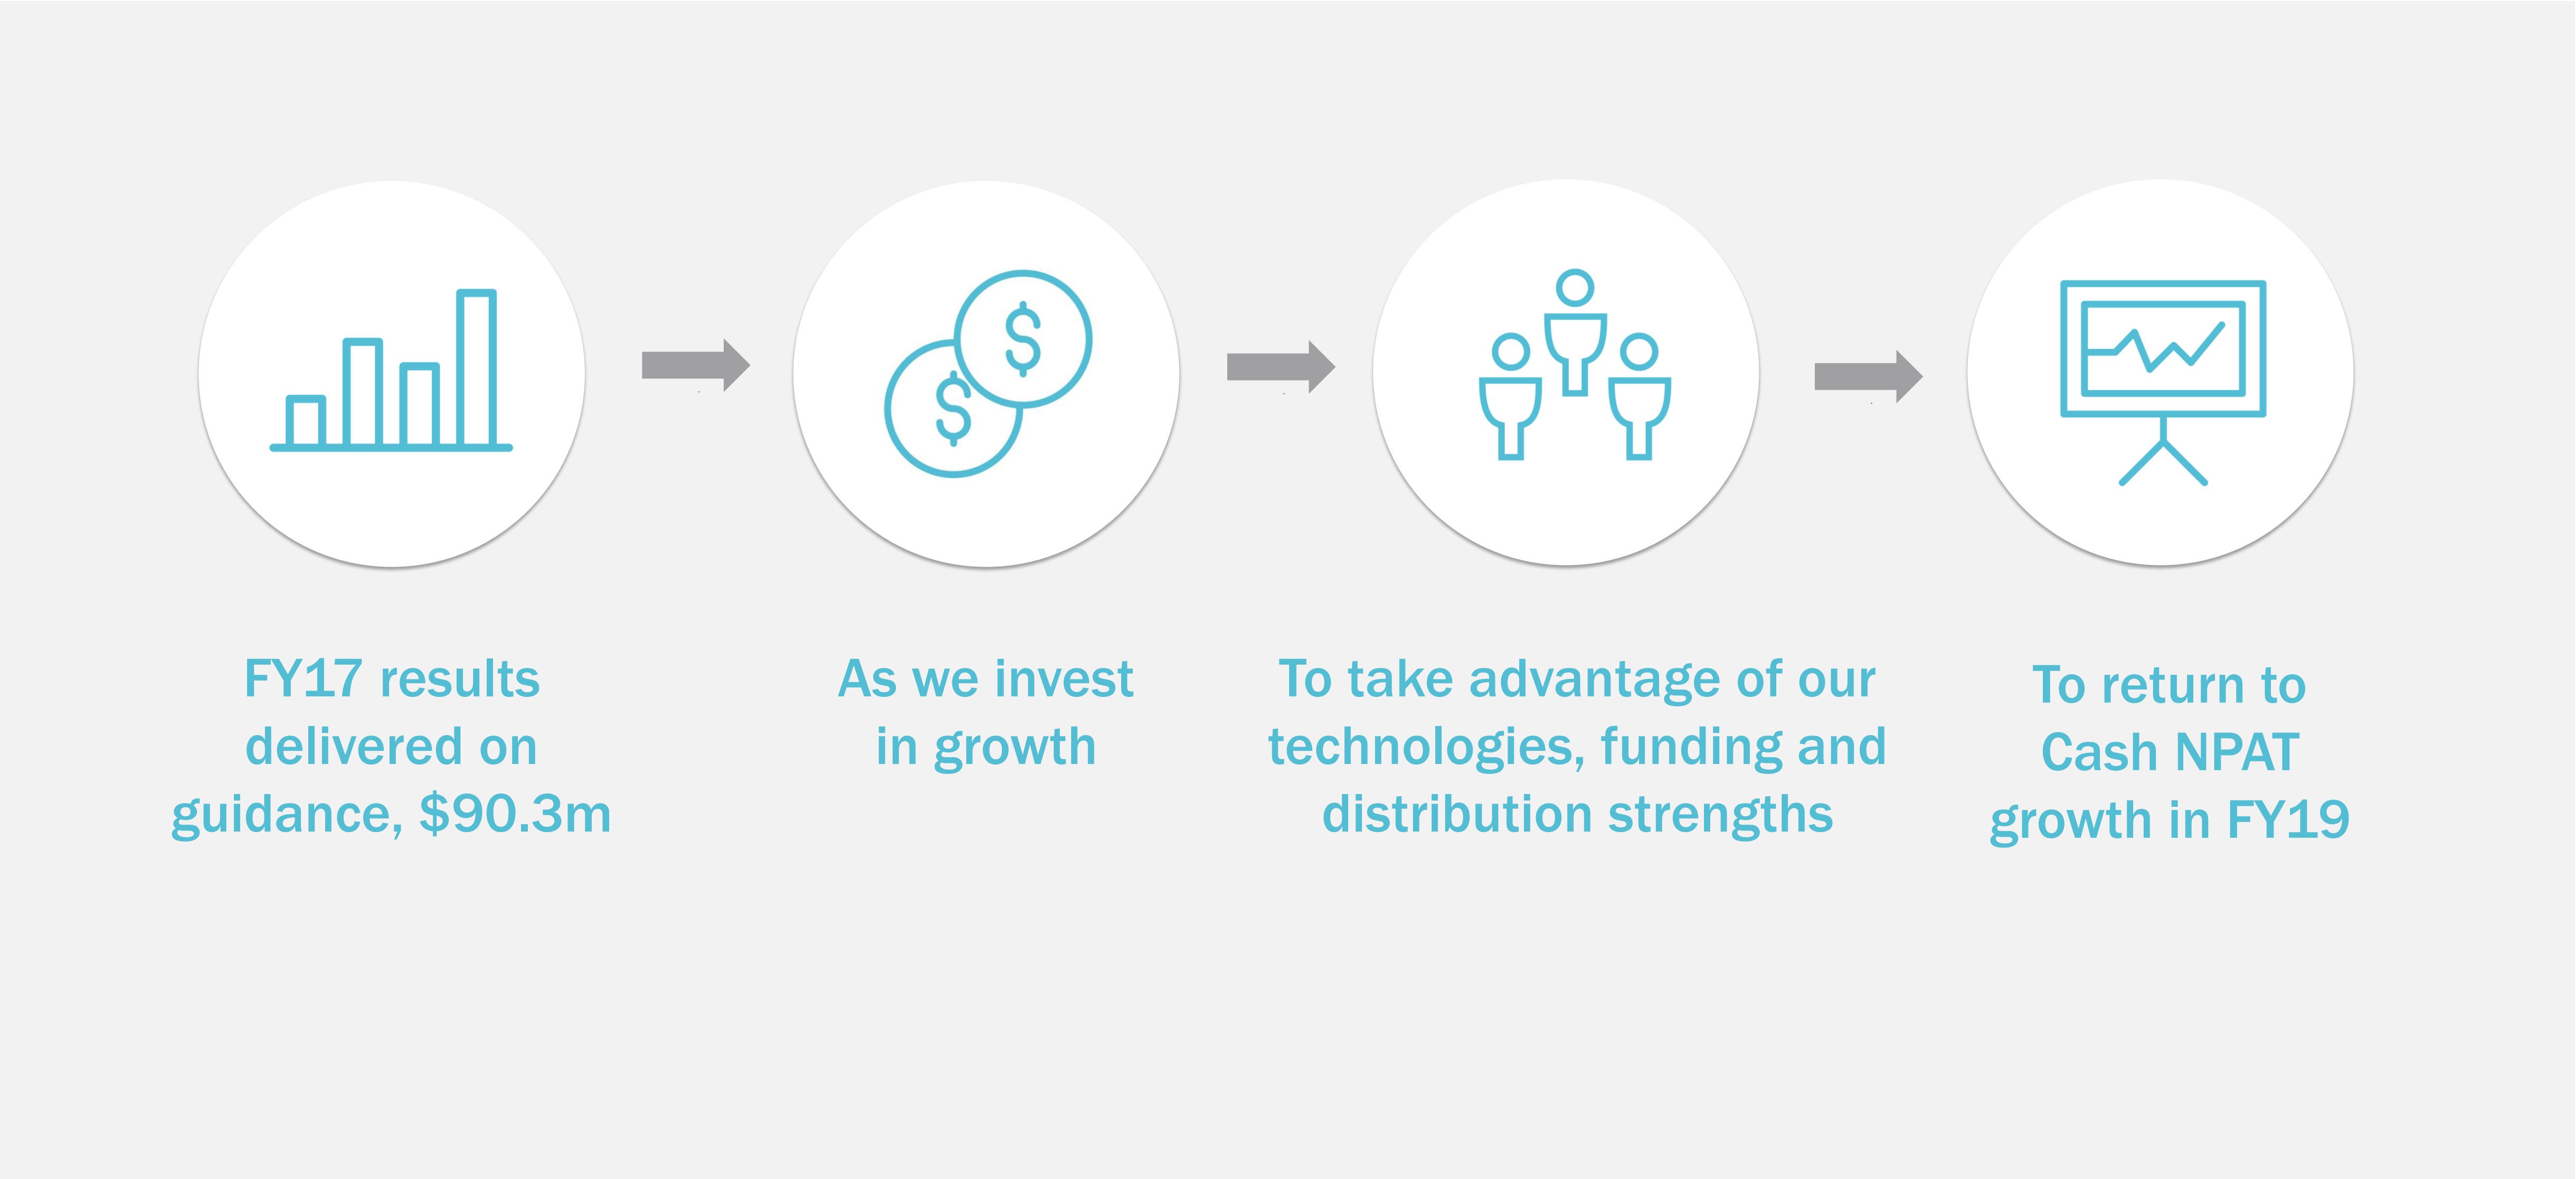 $
$
FY17 results
delivered on
guidance, $90.3m
As we invest
in growth
To take advantage of our
technologies, funding and
distribution strengths
To return to
Cash NPAT
growth in FY19